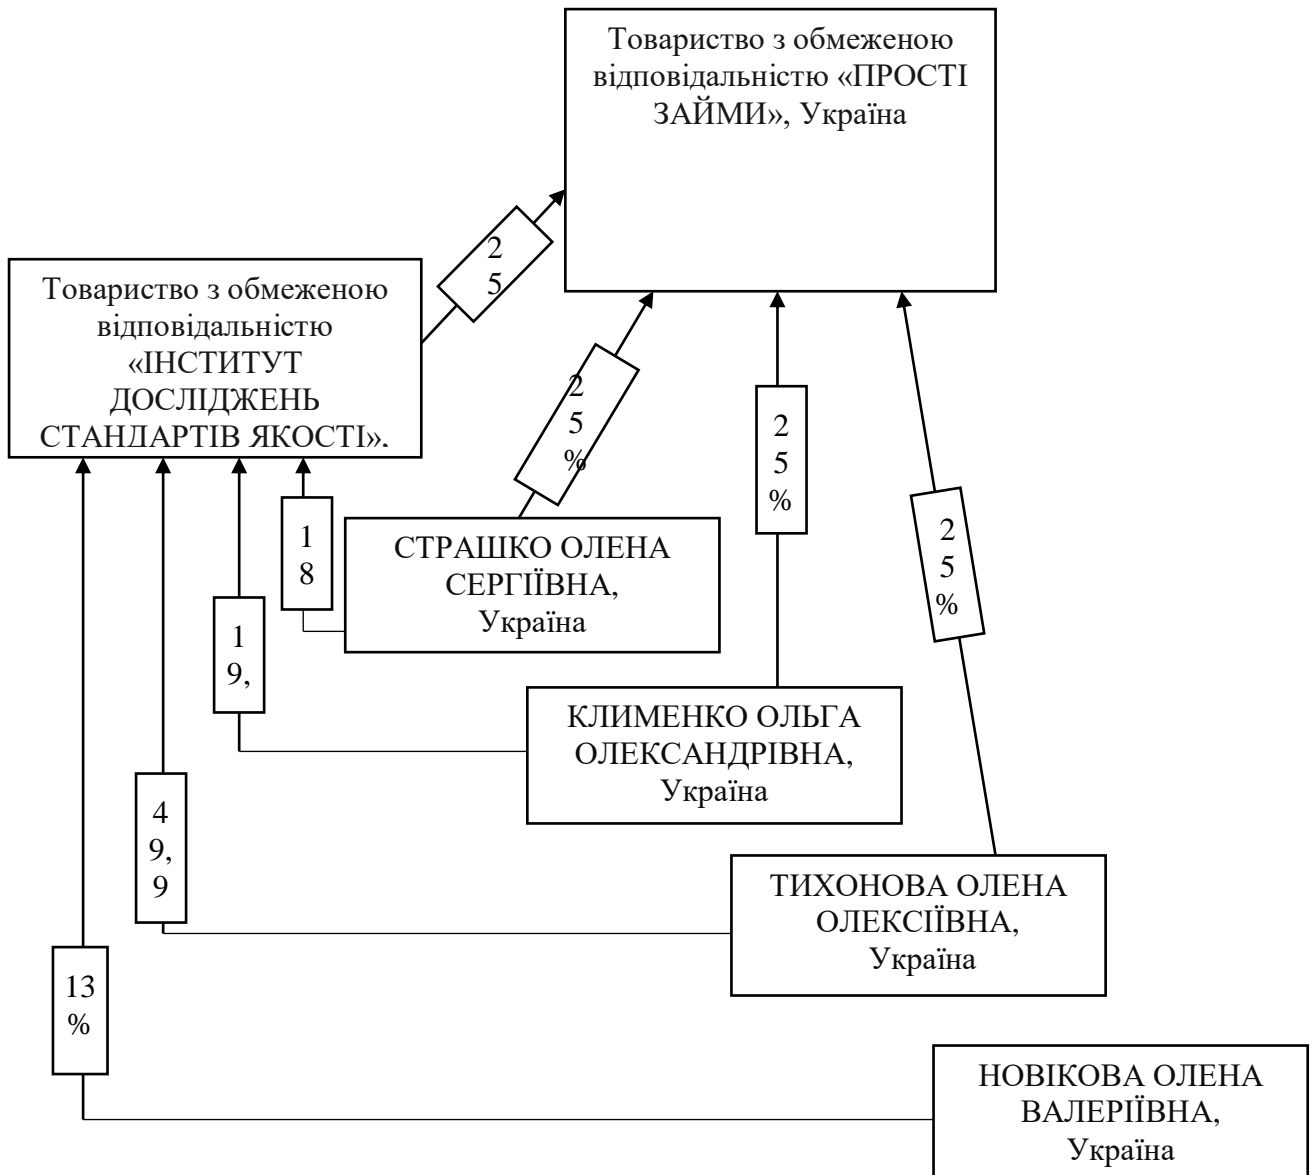 Товариство з обмеженою
відповідальністю «ПРОСТІ
ЗАЙМИ», Україна
2
5
Товариство з обмеженою
відповідальністю
«ІНСТИТУТ
ДОСЛІДЖЕНЬ
СТАНДАРТІВ ЯКОСТІ»,
2
5
%
2
5
%
2
5
%
1
8
СТРАШКО ОЛЕНА
СЕРГІЇВНА,
Україна
1
9,
КЛИМЕНКО ОЛЬГА
ОЛЕКСАНДРІВНА,
Україна
4
9,
9
ТИХОНОВА ОЛЕНА
ОЛЕКСІЇВНА,
Україна
13
%
НОВІКОВА ОЛЕНА
ВАЛЕРІЇВНА,
Україна